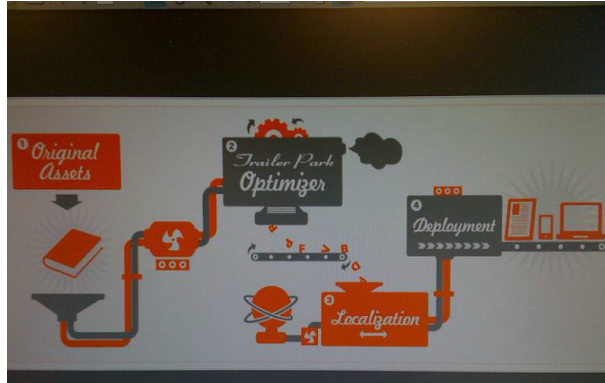 1 Original
Assets
2
Trailer Park
Optimizer
F
B
3
Localization
4
Deployment